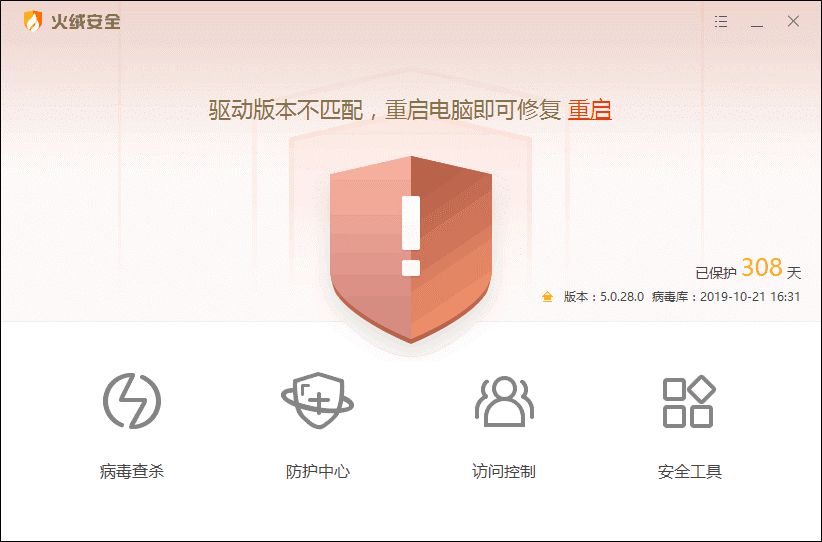 火绒安全
驱动版本不匹配，重启电脑即可修复 重启
已保护 308 天
版本：5.0.28.0 病毒库：2019-10-21 16:31
病毒查杀
防护中心
访问控制
安全工具